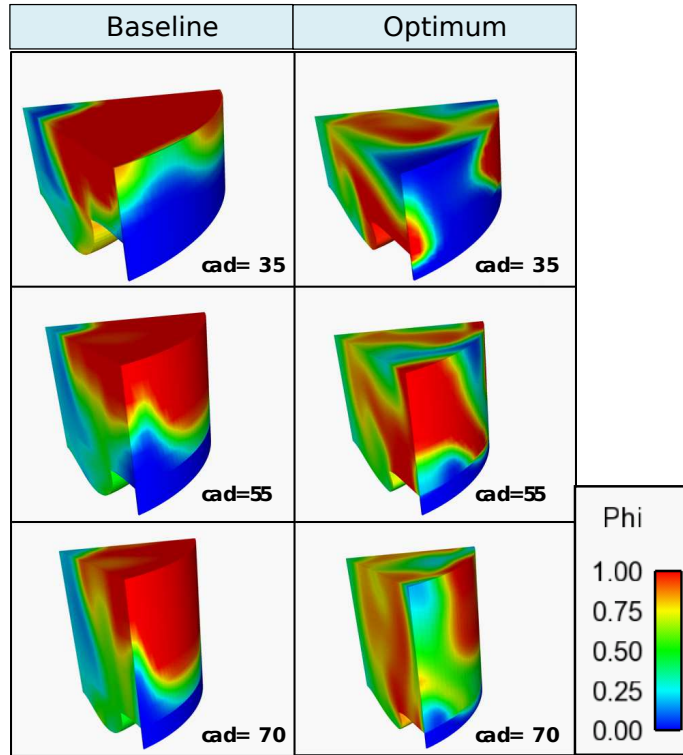 Baseline
Optimum
cad= 35
cad= 35
cad=55
cad=55
cad= 70
cad= 70
Phi
1.00
0.75
0.50
0.25
0.00